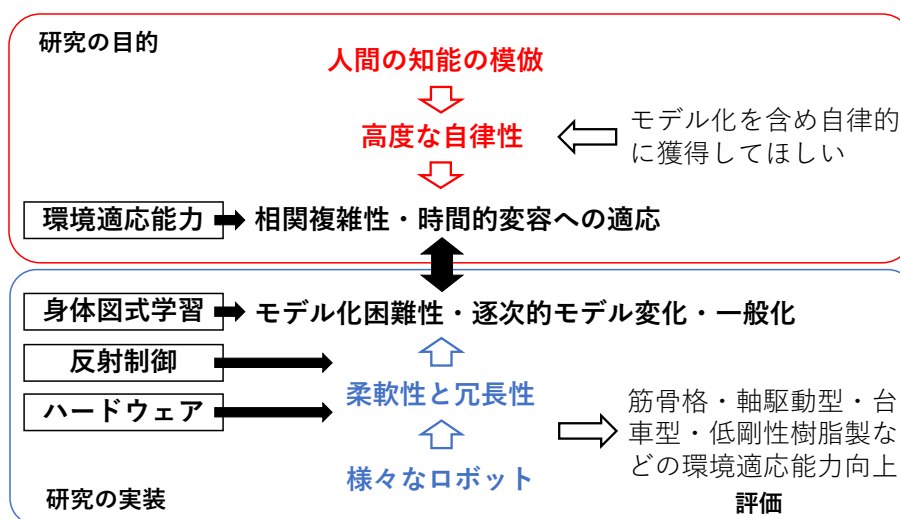 研究の目的
人間の知能の模倣
高度な自律性
モデル化を含め自律的
に獲得してほしい
環境適応能力
相関複雑性・時間的変容への適応
身体図式学習
モデル化困難性・逐次的モデル変化・一般化
反射制御
ハードウェア
柔軟性と冗長性
様々なロボット
筋骨格・軸駆動型・台
車型・低剛性樹脂製な
どの環境適応能力向上
評価
研究の実装